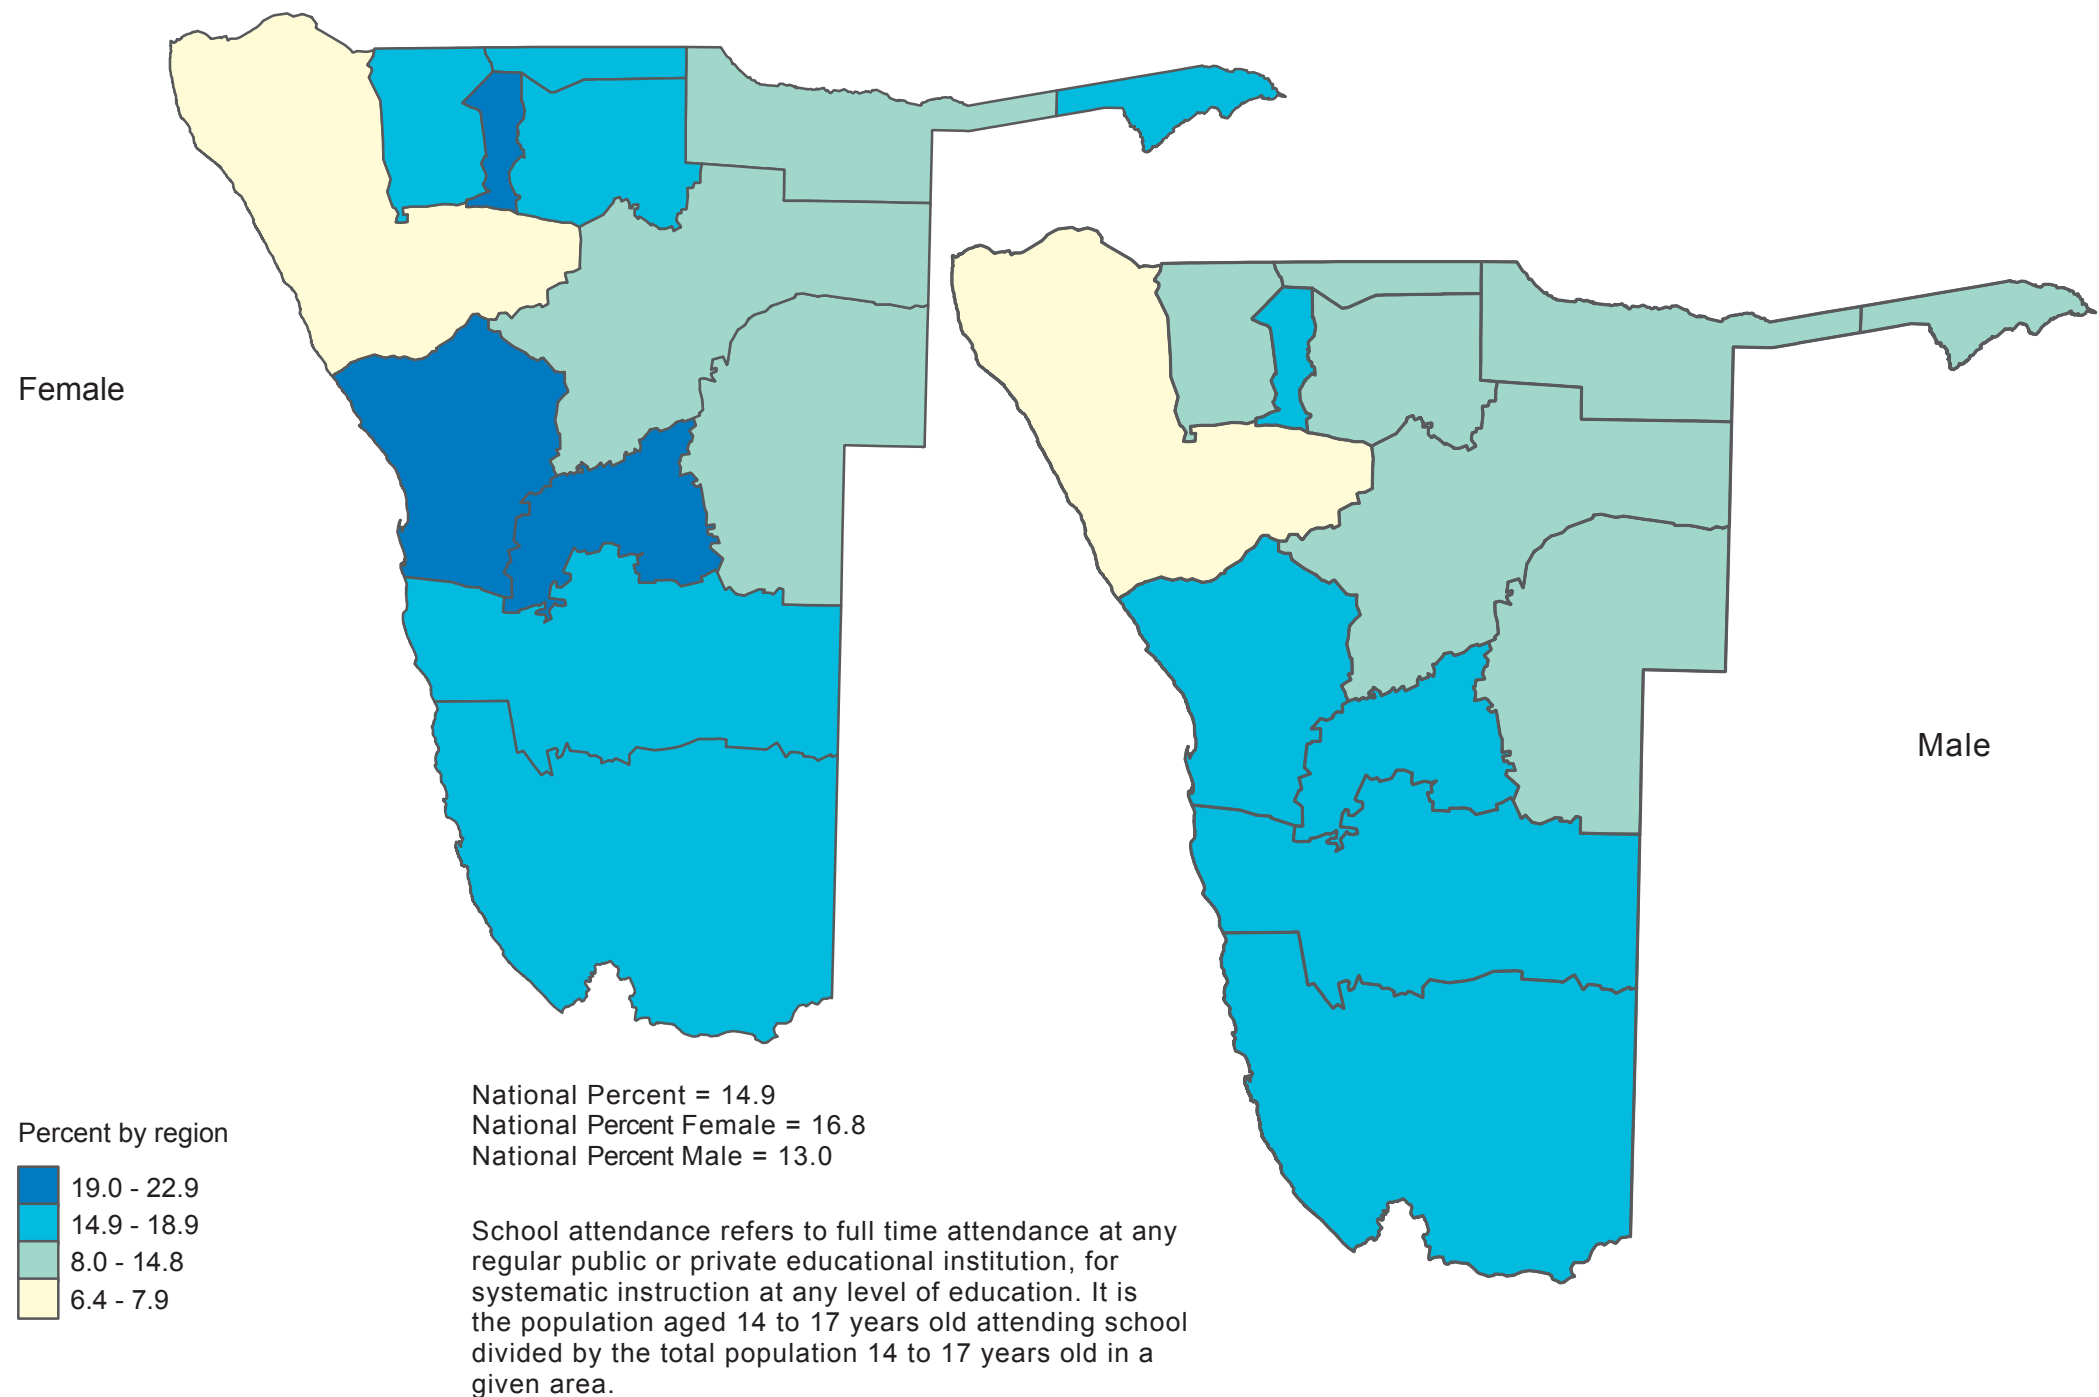 Female
Male
National Percent = 14.9
National Percent Female = 16.8
National Percent Male = 13.0
Percent by region
19.0 - 22.9
14.9 - 18.9
8.0 - 14.8
6.4 - 7.9
School attendance refers to full time attendance at any
regular public or private educational institution, for
systematic instruction at any level of education. It is
the population aged 14 to 17 years old attending school
divided by the total population 14 to 17 years old in a
given area.